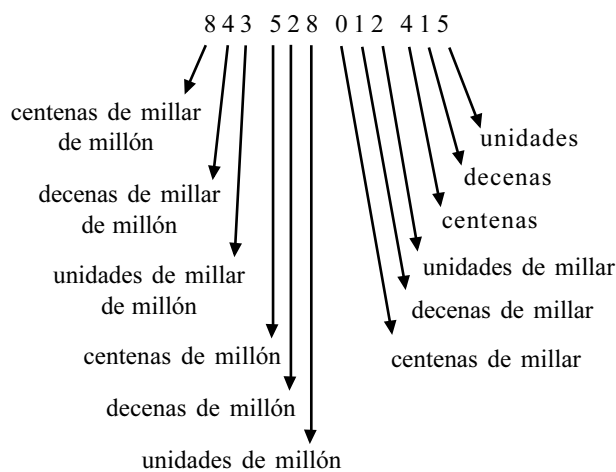 843 528 012 415
centenas de millar
de millón
decenas de millar
de millón
unidades de millar
de millón
centenas de millón
decenas de millón
unidades de millón
unidades
decenas
centenas
unidades de millar
decenas de millar
centenas de millar